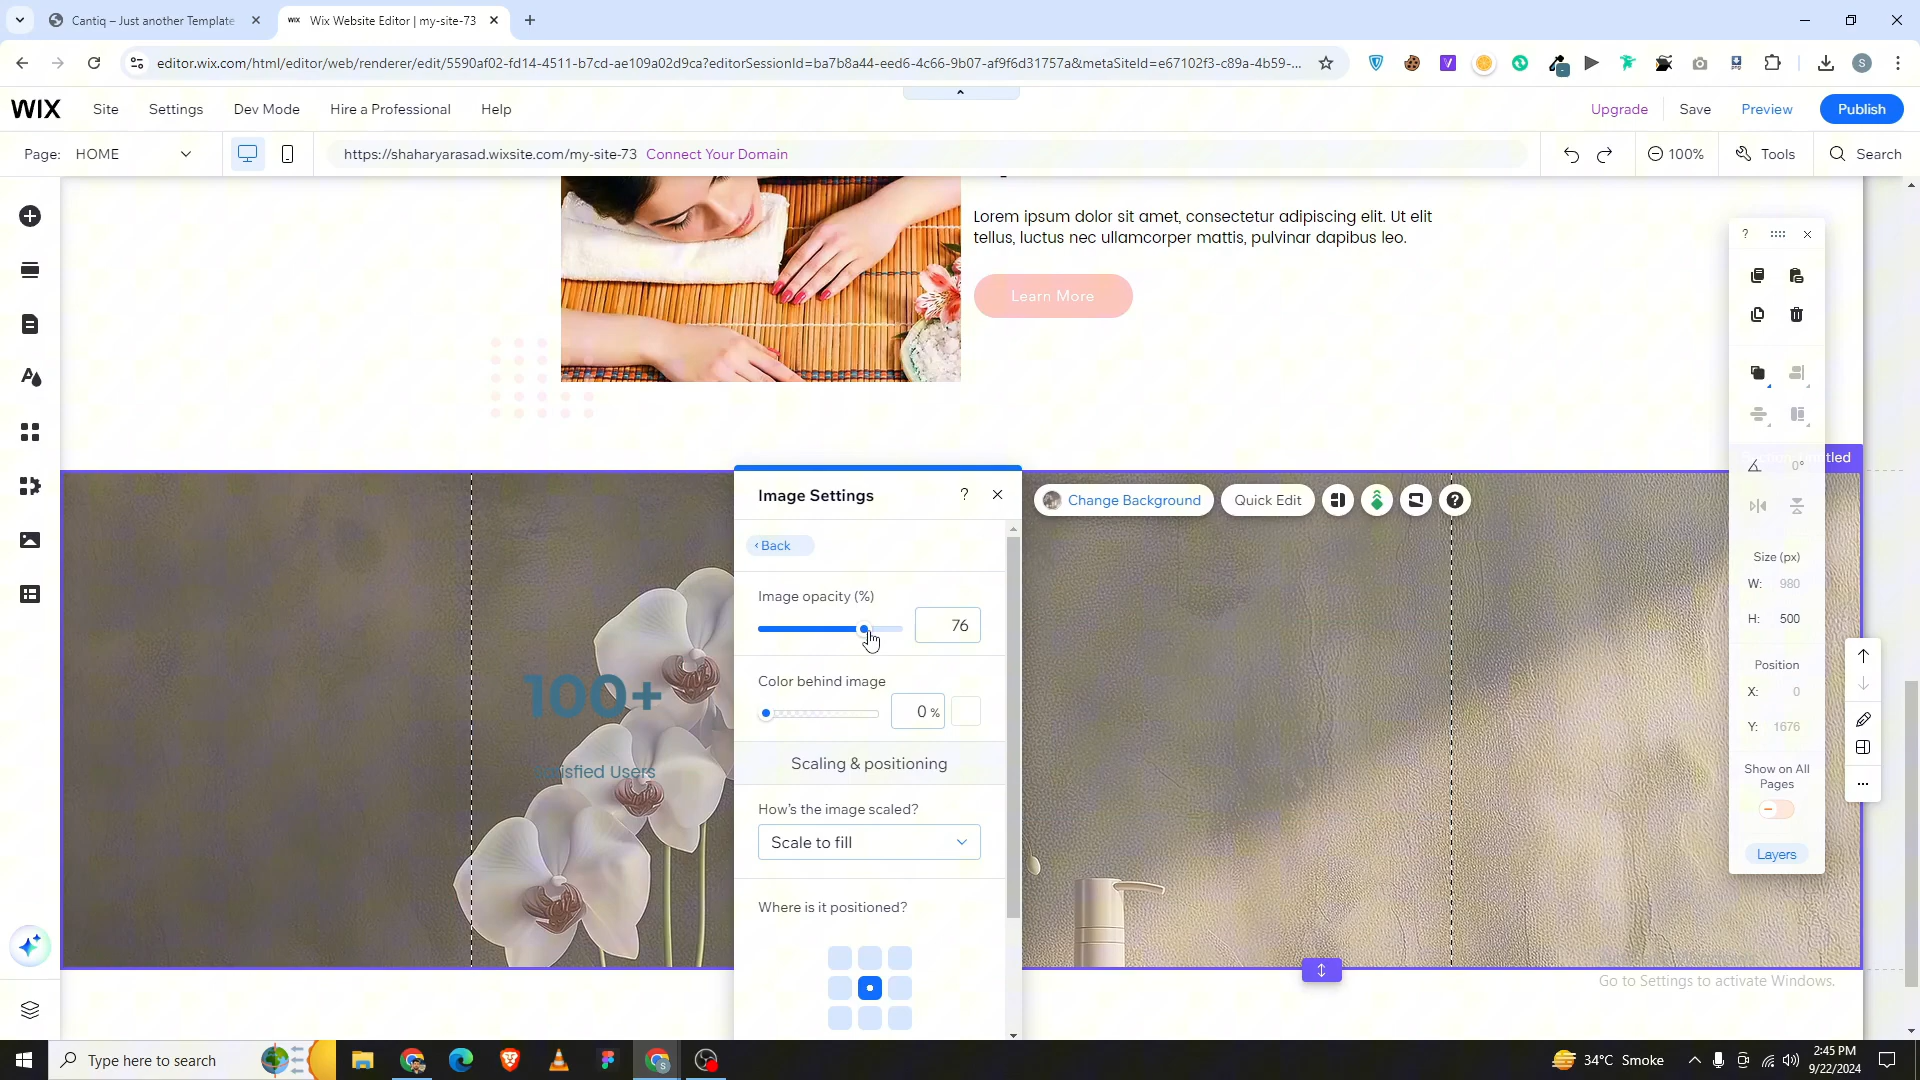 Cantiq – Just another Template
Wix Website Editor | my-site-73
editor.wix.com/html/editor/web/renderer/edit/5590af02-fd14-4511-b7cd-ae109a02d9ca?editorSessionId=ba7b8a44-eed6-4c66-9b07-af9f6d31757a&metaSiteId=e67102f3-c89a-4b59-...
WIX
Site
Settings
Dev Mode
Hire a Professional
Help
Upgrade
Save
Preview
Publish
Page: HOME
https://shaharyarasad.wixsite.com/my-site-73 Connect Your Domain
100%
Tools
Search
Lorem ipsum dolor sit amet, consectetur adipiscing elit. Ut elit
tellus, luctus nec ullamcorper mattis, pulvinar dapibus leo.
Learn More
Image Settings
?
Back
Image opacity (%)
76
Color behind image
0 %
Scaling & positioning
How's the image scaled?
Scale to fill
Where is it positioned?
Change Background
Quick Edit
100+
0°
Size (px)
W: 980
H: 500
Position
X: 0
Y: 1676
Show on All
Pages
Layers
Go to Settings to activate Windows.
Type here to search
34°C Smoke
2:45 PM
9/22/2024